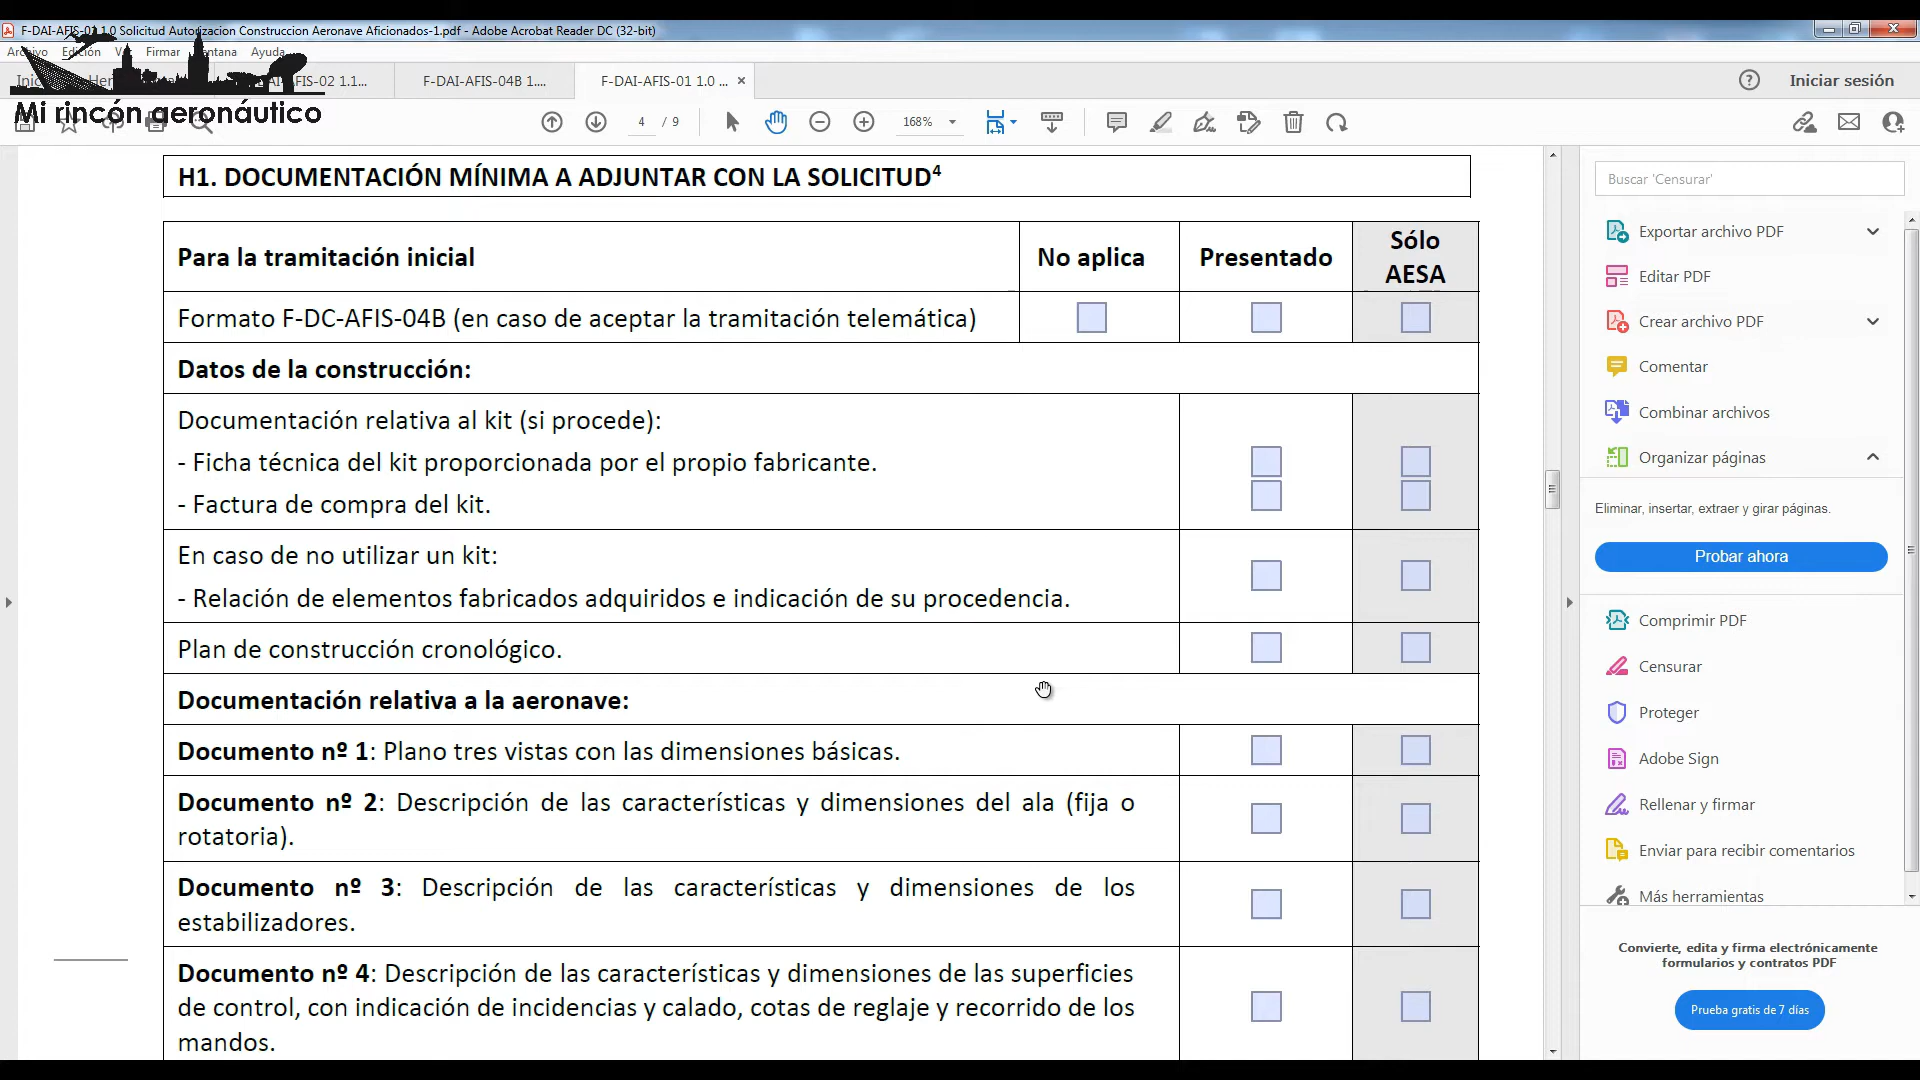 F-DAI-AFIS-01 1.0 Solicitud Autorizacion Construccion Aeronave Aficionados-1.pdf - Adobe Acrobat Reader DC (32-bit)
Archivo Edición Firmar Ventana Ayuda
AFIS-02 1.1... F-DAI-AFIS-04B 1.... F-DAI-AFIS-01 1.0 ... × Iniciar sesión
Mi rincón aeronáutico
4 / 9 168%
H1. DOCUMENTACIÓN MÍNIMA A ADJUNTAR CON LA SOLICITUD4
Para la tramitación inicial No aplica Presentado Sólo AESA
Formato F-DC-AFIS-04B (en caso de aceptar la tramitación telemática)
Datos de la construcción:
Documentación relativa al kit (si procede):
- Ficha técnica del kit proporcionada por el propio fabricante.
- Factura de compra del kit.
En caso de no utilizar un kit:
- Relación de elementos fabricados adquiridos e indicación de su procedencia.
Plan de construcción cronológico.
Documentación relativa a la aeronave:
Documento nº 1: Plano tres vistas con las dimensiones básicas.
Documento nº 2: Descripción de las características y dimensiones del ala (fija o
rotatoria).
Documento nº 3: Descripción de las características y dimensiones de los
estabilizadores.
Documento nº 4: Descripción de las características y dimensiones de las superficies
de control, con indicación de incidencias y calado, cotas de reglaje y recorrido de los
mandos.
Buscar 'Censurar'
Exportar archivo PDF
Editar PDF
Crear archivo PDF
Comentar
Combinar archivos
Organizar páginas
Eliminar, insertar, extraer y girar páginas.
Probar ahora
Comprimir PDF
Censurar
Proteger
Adobe Sign
Rellenar y firmar
Enviar para recibir comentarios
Más herramientas
Convierte, edita y firma electrónicamente
formularios y contratos PDF
Prueba gratis de 7 días